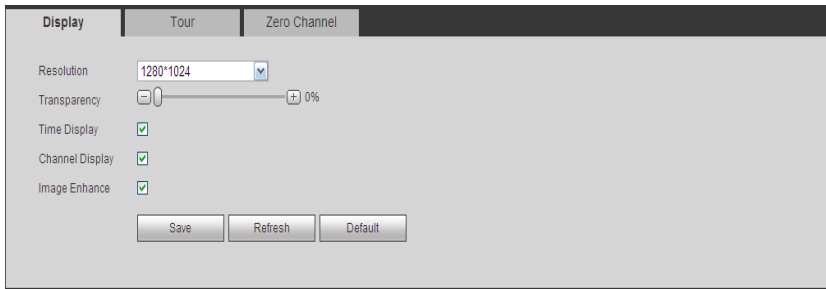 Display Tour Zero Channel
Resolution 1280*1024
Transparency 0%
Time Display
Channel Display
Image Enhance
Save Refresh Default